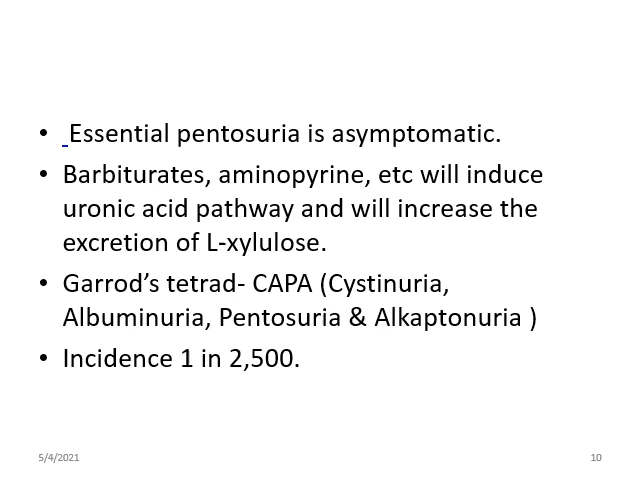 • Essential pentosuria is asymptomatic.
• Barbiturates, aminopyrine, etc will induce
uronic acid pathway and will increase the
excretion of L-xylulose.
• Garrod’s tetrad- CAPA (Cystinuria,
Albuminuria, Pentosuria & Alkaptonuria )
• Incidence 1 in 2,500.
5/4/2021
10